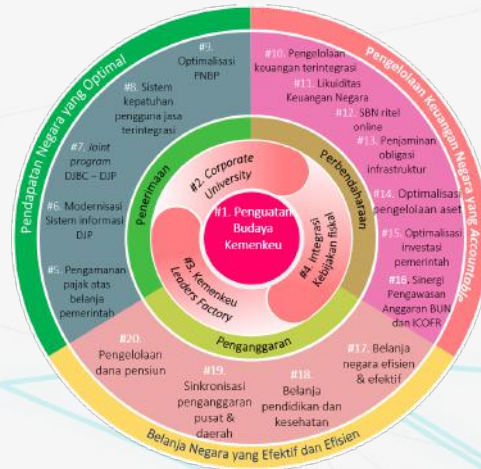 Pendapatan Negara yang Optimal
Pengelolaan Keuangan Negara yang Accountable
Belanja Negara yang Efektif dan Efisien
Penerimaan
Perbendaharaan
Penganggaran
#1. Penguatan
Budaya
Kemenkeu
#2. Corporate
University
#3. Kemenkeu
Leaders Factory
#4. Integrasi
Kebijakan fiskal
#5. Pengamanan
pajak atas
belanja
pemerintah
#6. Modernisasi
Sistem informasi
DJP
#7. Joint
program
DJBC – DJP
#8. Sistem
kepatuhan
pengguna jasa
terintegrasi
#9.
Optimalisasi
PNBP
#10. Pengelolaan
keuangan terintegrasi
#11. Likuiditas
Keuangan Negara
#12. SBN ritel
online
#13.
Penjaminan
obligasi
infrastruktur
#14. Optimalisasi
pengelolaan aset
#15. Optimalisasi
investasi
pemerintah
#16. Sinergi
Pengawasan
Anggaran BUN
dan ICOFR
#17. Belanja
negara efisien
& efektif
#18.
Belanja
pendidikan dan
kesehatan
#19.
Sinkronisasi
penganggaran
pusat &
daerah
#20.
Pengelolaan
dana pensiun